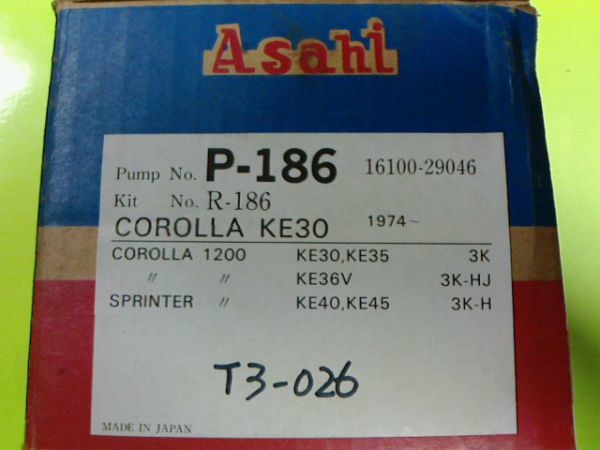 Asahi
Pump No. P-186 16100-29046
Kit No. R-186
COROLLA KE30 1974~
COROLLA 1200 KE30,KE35 3K
〃 〃 KE36V 3K-HJ
SPRINTER 〃 KE40,KE45 3K-H
T3-026
MADE IN JAPAN